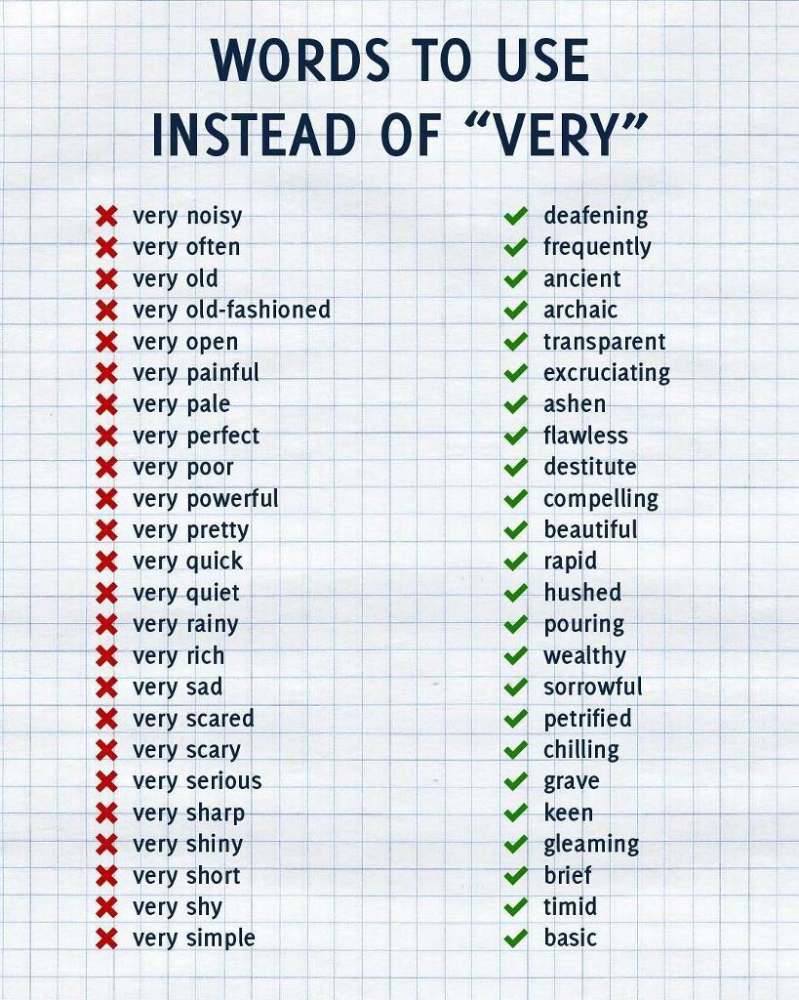 WORDS TO USE
INSTEAD OF “VERY”
very noisy deafening
very often frequently
very old ancient
very old-fashioned archaic
very open transparent
very painful excruciating
very pale ashen
very perfect flawless
very poor destitute
very powerful compelling
very pretty beautiful
very quick rapid
very quiet hushed
very rainy pouring
very rich wealthy
very sad sorrowful
very scared petrified
very scary chilling
very serious grave
very sharp keen
very shiny gleaming
very short brief
very shy timid
very simple basic